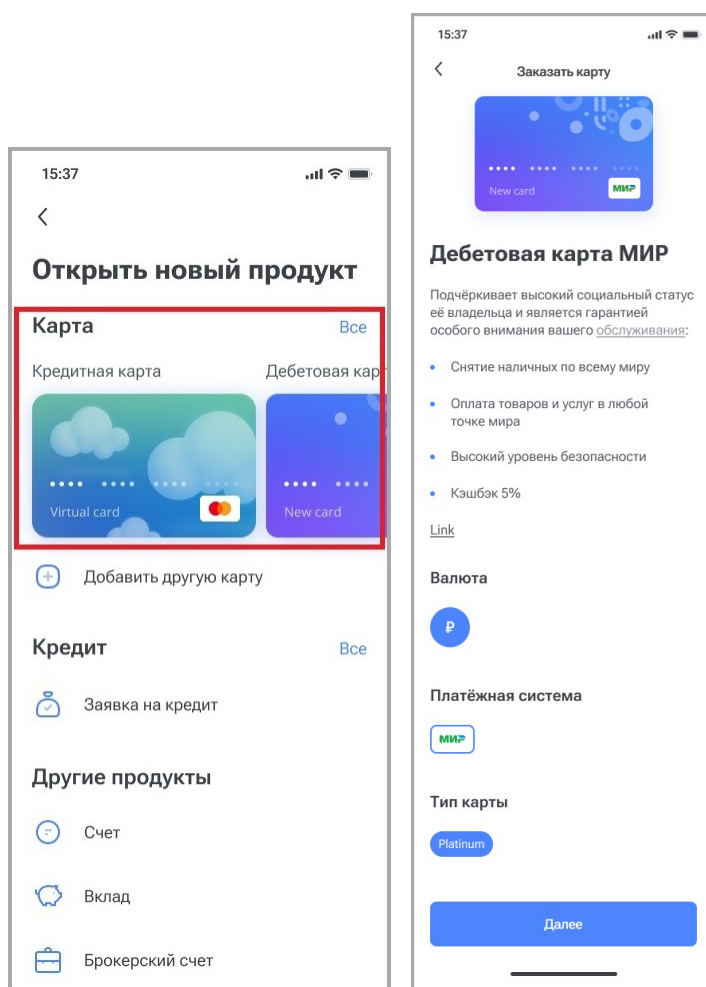 15:37
Открыть новый продукт
Карта
Все
Кредитная карта
Дебетовая кар
Virtual card
New card
Добавить другую карту
Кредит
Все
Заявка на кредит
Другие продукты
Счет
Вклад
Брокерский счет
15:37
Заказать карту
New card
МИР
Дебетовая карта МИР
Подчёркивает высокий социальный статус
её владельца и является гарантией
особого внимания вашего обслуживания:
Снятие наличных по всему миру
Оплата товаров и услуг в любой
точке мира
Высокий уровень безопасности
Кэшбэк 5%
Link
Валюта
₽
Платёжная система
МИР
Тип карты
Platinum
Далее